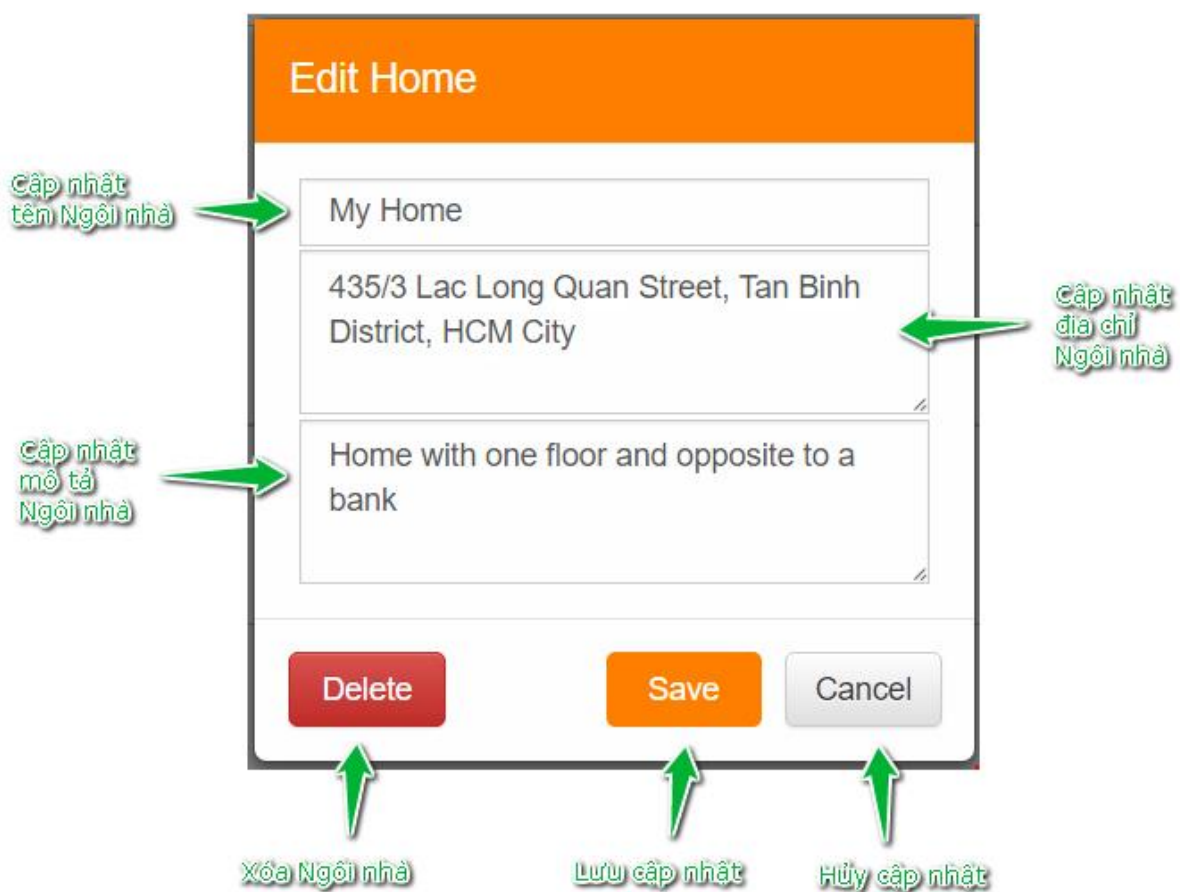 Edit Home
Cập nhật
tên Ngôi nhà
My Home
435/3 Lac Long Quan Street, Tan Binh
District, HCM City
Cập nhật
địa chỉ
Ngôi nhà
Cập nhật
mô tả
Ngôi nhà
Home with one floor and opposite to a
bank
Delete
Save
Cancel
Xóa Ngôi nhà
Lưu cập nhật
Hủy cập nhật